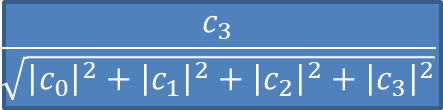 c₃
√|c₀|² + |c₁|² + |c₂|² + |c₃|²